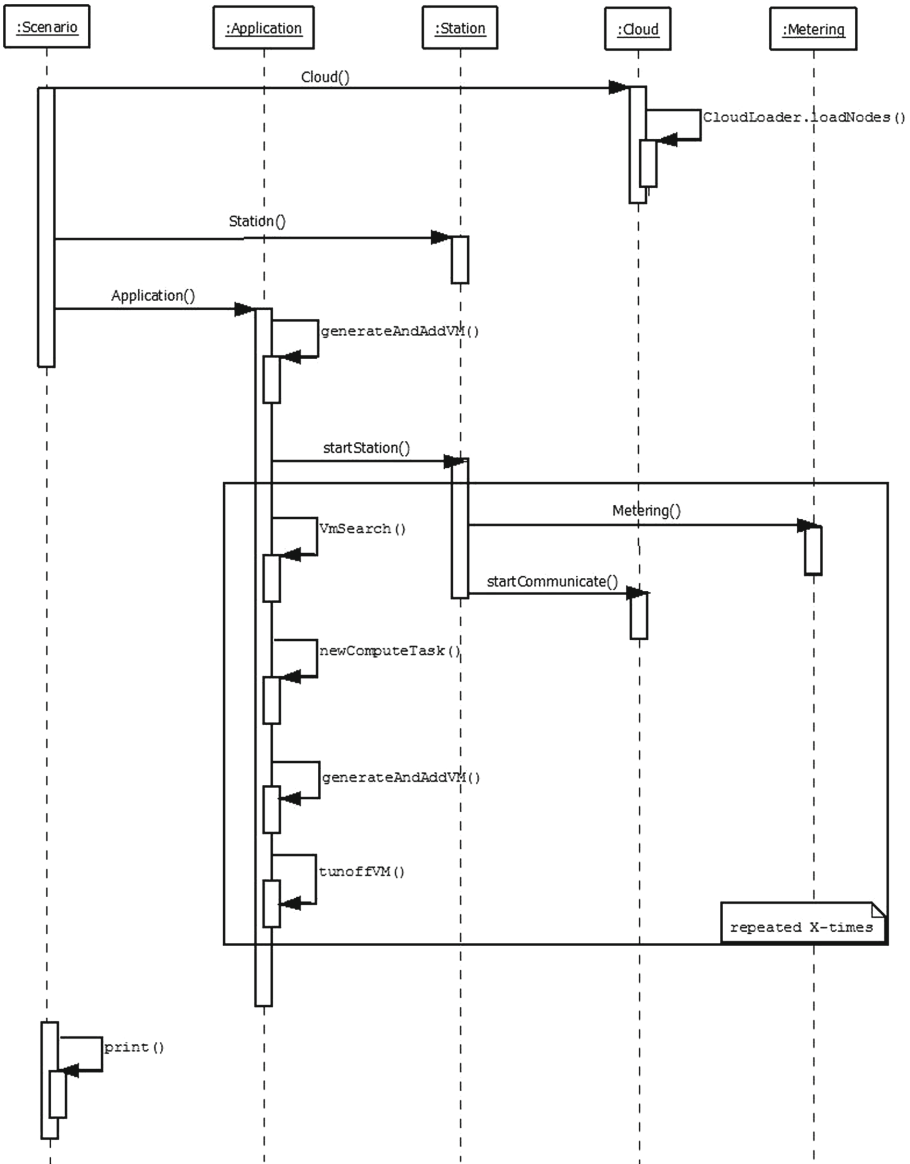 :Scenario
:Application
:Station
:Cloud
:Metering
Cloud()
CloudLoader.loadNodes()
Station()
Application()
generateAndAddVM()
startStation()
Metering()
VmSearch()
startCommunicate()
newComputeTask()
generateAndAddVM()
tunoffVM()
repeated X-times
print()